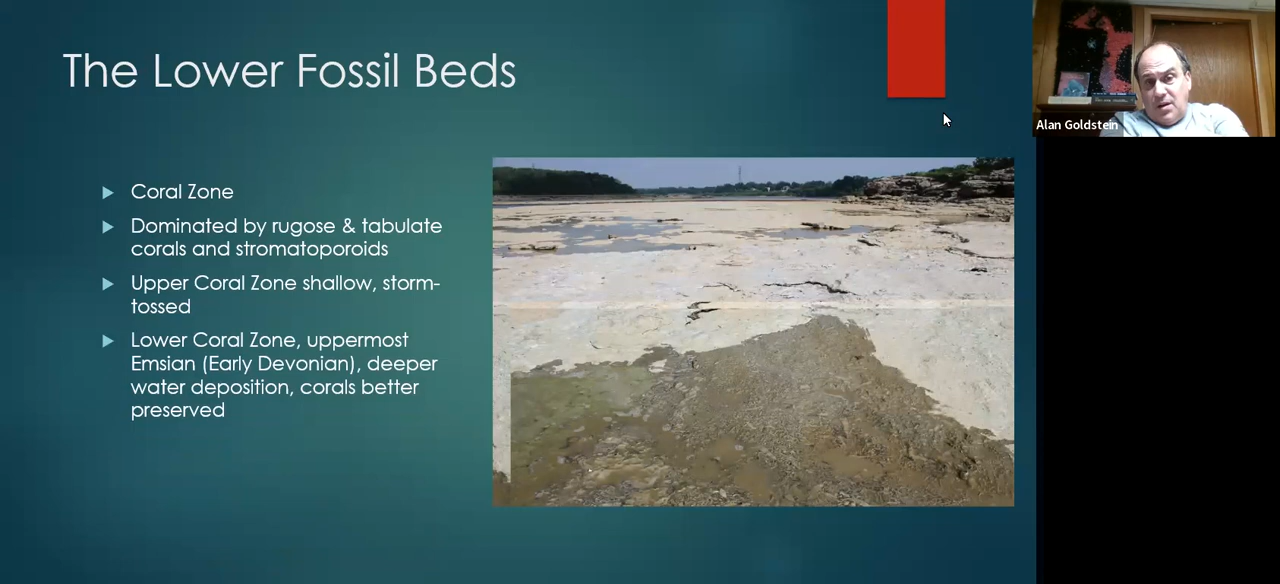 The Lower Fossil Beds
Alan Goldstein
Coral Zone
Dominated by rugose & tabulate
corals and stromatoporoids
Upper Coral Zone shallow, storm-
tossed
Lower Coral Zone, uppermost
Emsian (Early Devonian), deeper
water deposition, corals better
preserved